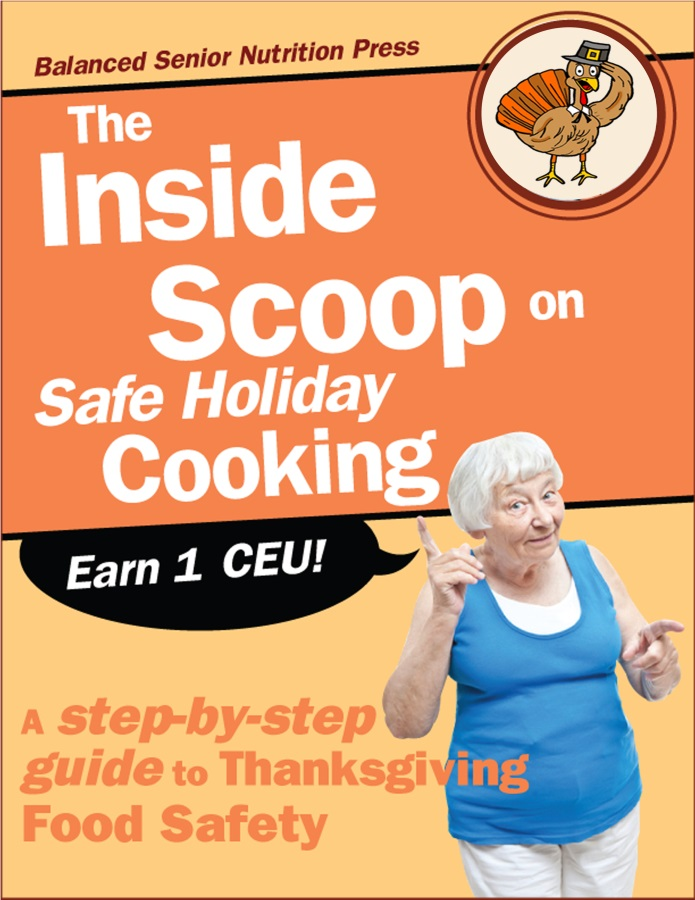 Balanced Senior Nutrition Press
The
Inside
Scoop on
Safe Holiday
Cooking
Earn 1 CEU!
A step-by-step
guide to Thanksgiving
Food Safety